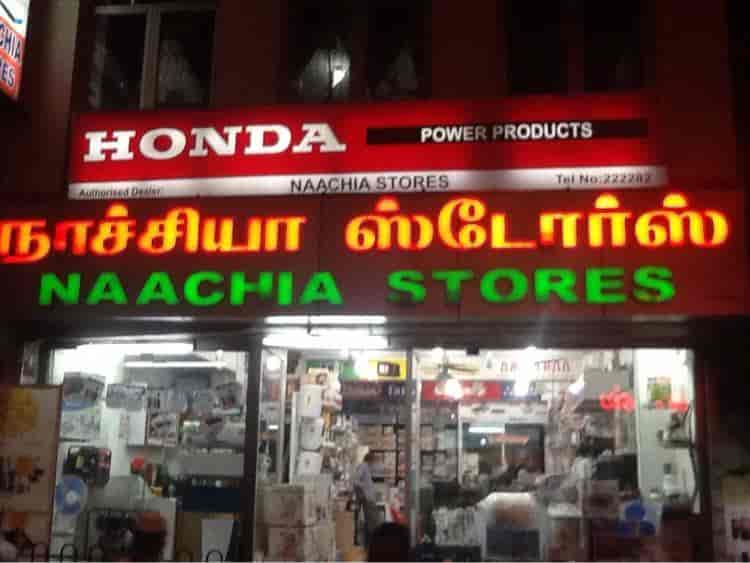 HONDA POWER PRODUCTS
Authorised Dealer: NAACHIA STORES Tel No:222282
நாச்சியா ஸ்டோர்ஸ்
NAACHIA STORES